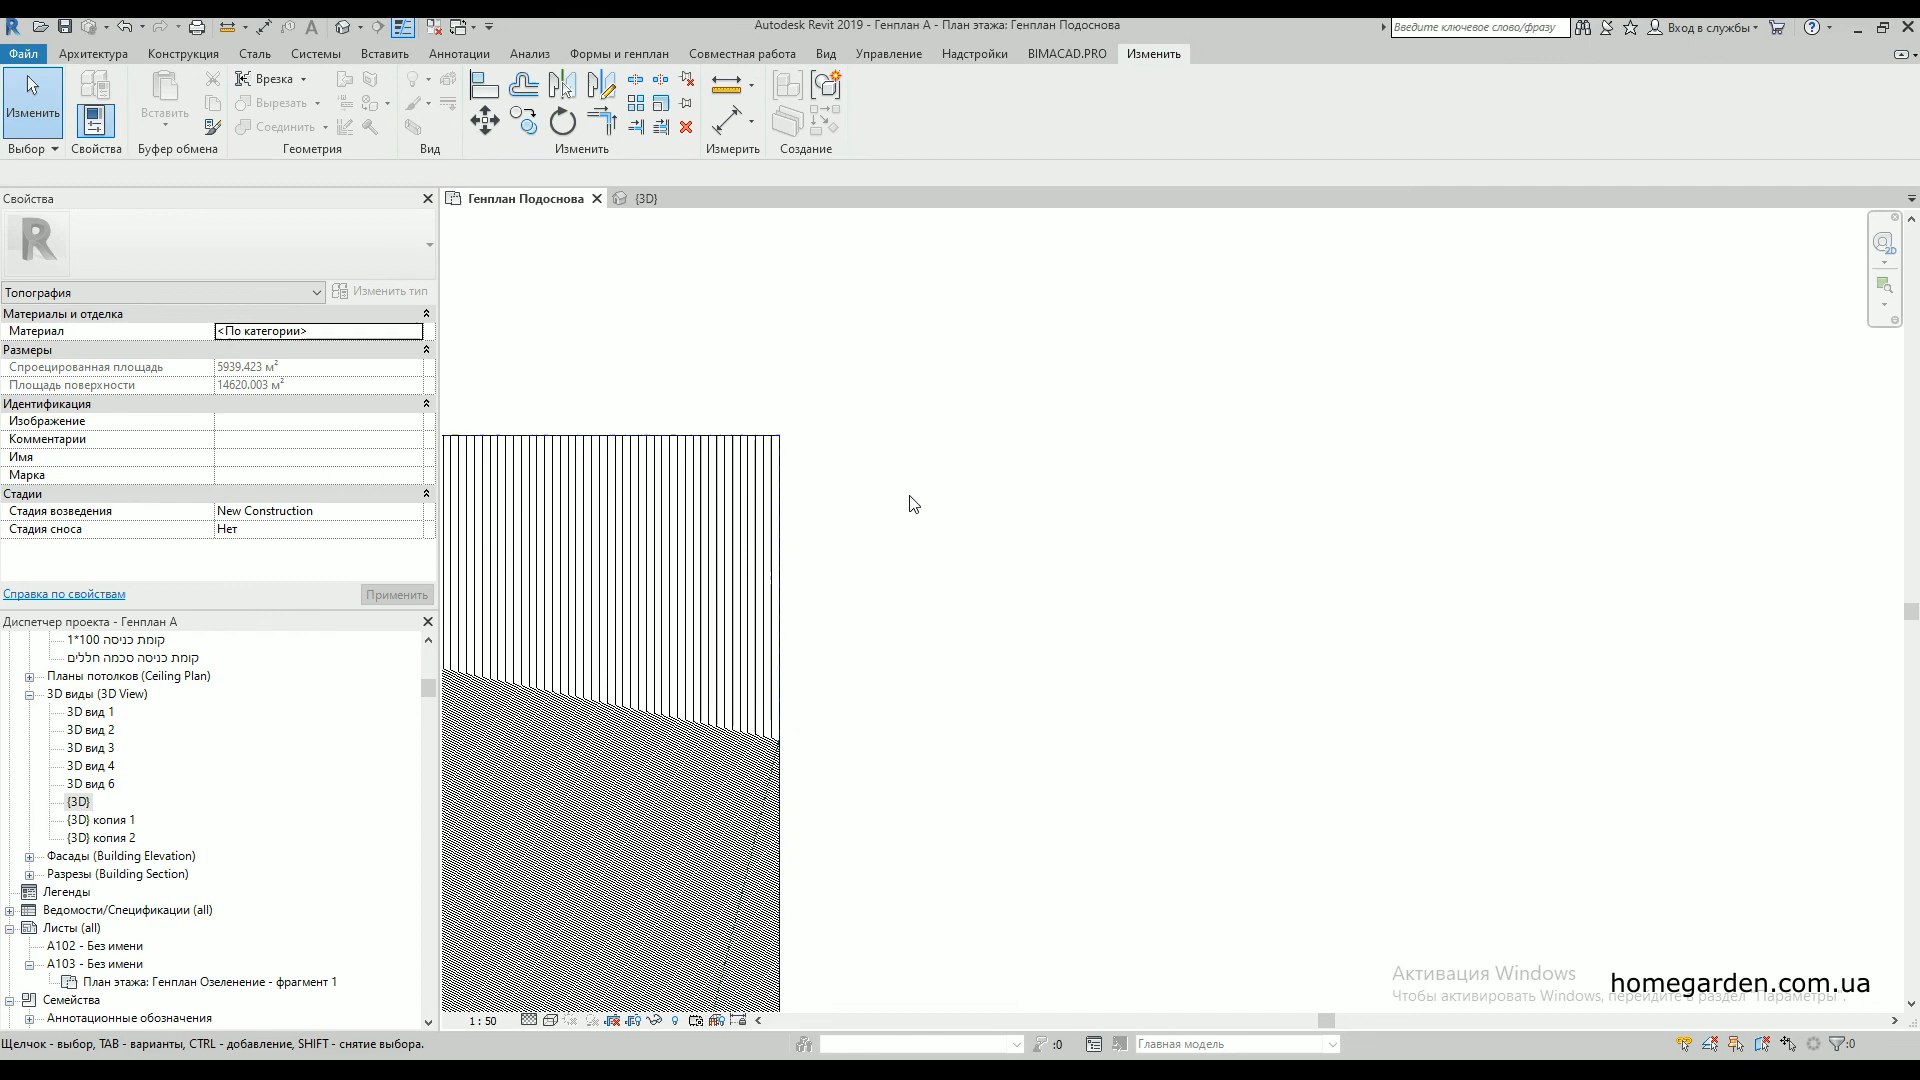 Autodesk Revit 2019 - Генплан А - План этажа: Генплан Подоснова
Введите ключевое слово/фразу
Вход в службы
Файл Архитектура Конструкция Сталь Системы Вставить Аннотации Анализ Формы и генплан Совместная работа Вид Управление Надстройки BIMACAD.PRO Изменить
Изменить
Вставить
Врезка
Вырезать
Соединить
Выбор Свойства Буфер обмена Геометрия Вид Изменить Измерить Создание
Свойства
Генплан Подоснова
{3D}
Топография
Изменить тип
Материалы и отделка
Материал <По категории>
Размеры
Спроецированная площадь 5939.423 м²
Площадь поверхности 14620.003 м²
Идентификация
Изображение
Комментарии
Имя
Марка
Стадии
Стадия возведения New Construction
Стадия сноса Нет
Справка по свойствам
Применить
Диспетчер проекта - Генплан А
קומת כניסה 100*1
קומת כניסה סכמה חללים
Планы потолков (Ceiling Plan)
3D виды (3D View)
3D вид 1
3D вид 2
3D вид 3
3D вид 4
3D вид 6
{3D}
{3D} копия 1
{3D} копия 2
Фасады (Building Elevation)
Разрезы (Building Section)
Легенды
Ведомости/Спецификации (all)
Листы (all)
A102 - Без имени
A103 - Без имени
План этажа: Генплан Озеленение - фрагмент 1
Семейства
Аннотационные обозначения
2D
Активация Windows
Чтобы активировать Windows, перейдите в раздел "Параметры".
homegarden.com.ua
1 : 50
Щелчок - выбор, TAB - варианты, CTRL - добавление, SHIFT - снятие выбора.
:0
Главная модель
:0